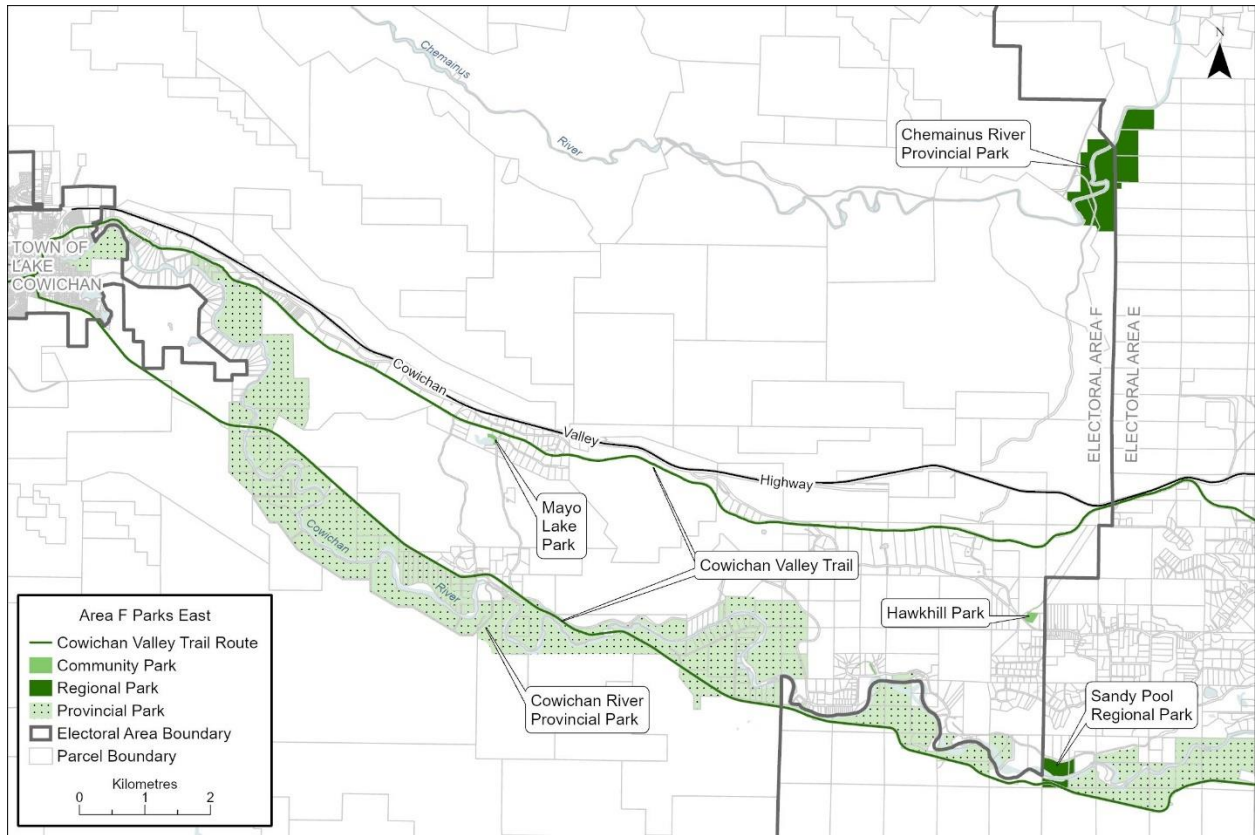 N
Chemainus
River
Chemainus River
Provincial Park
TOWN OF
LAKE
COWICHAN
ELECTORAL AREA F
ELECTORAL AREA E
Cowichan
Valley
Highway
Mayo
Lake
Park
Cowichan
River
Cowichan Valley Trail
Hawkhill Park
Cowichan River
Provincial Park
Sandy Pool
Regional Park
Area F Parks East
Cowichan Valley Trail Route
Community Park
Regional Park
Provincial Park
Electoral Area Boundary
Parcel Boundary
Kilometres
0 1 2